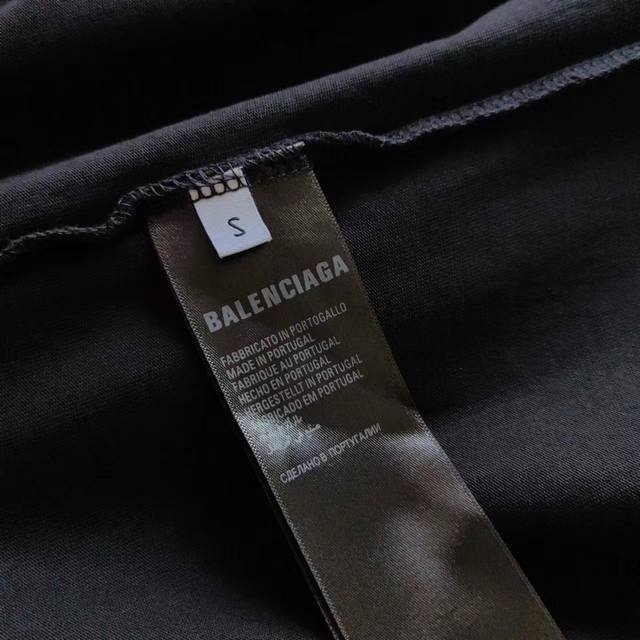 2
BALENCIAGA
FABBRICATO IN PORTOGALLO
MADE IN PORTUGAL
FABRIQUE AU PORTUGAL
HECHO EN PORTUGAL
HERGESTELLT IN PORTUGAL
EM PORTUGAL
СДЕЛАНО В ПОРТУГАЛИИ